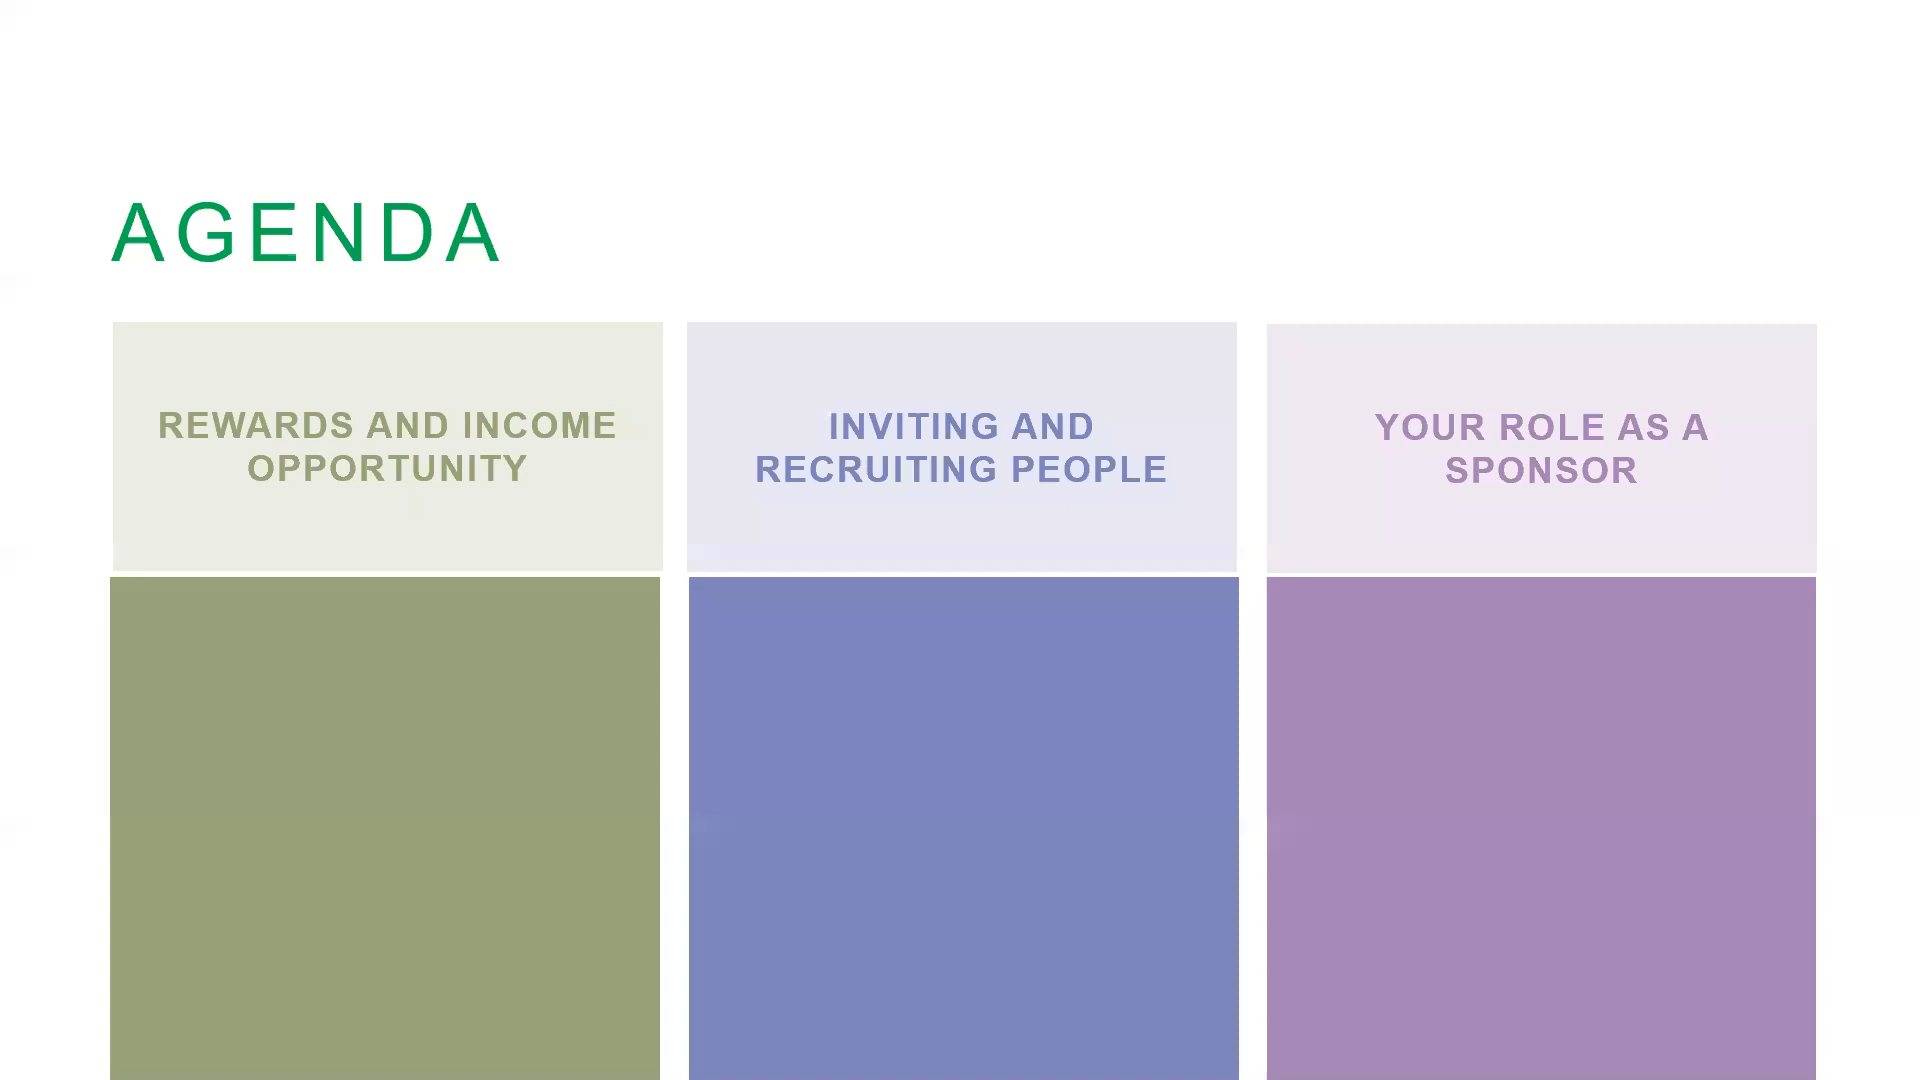 AGENDA
REWARDS AND INCOME
OPPORTUNITY
INVITING AND
RECRUITING PEOPLE
YOUR ROLE AS A
SPONSOR